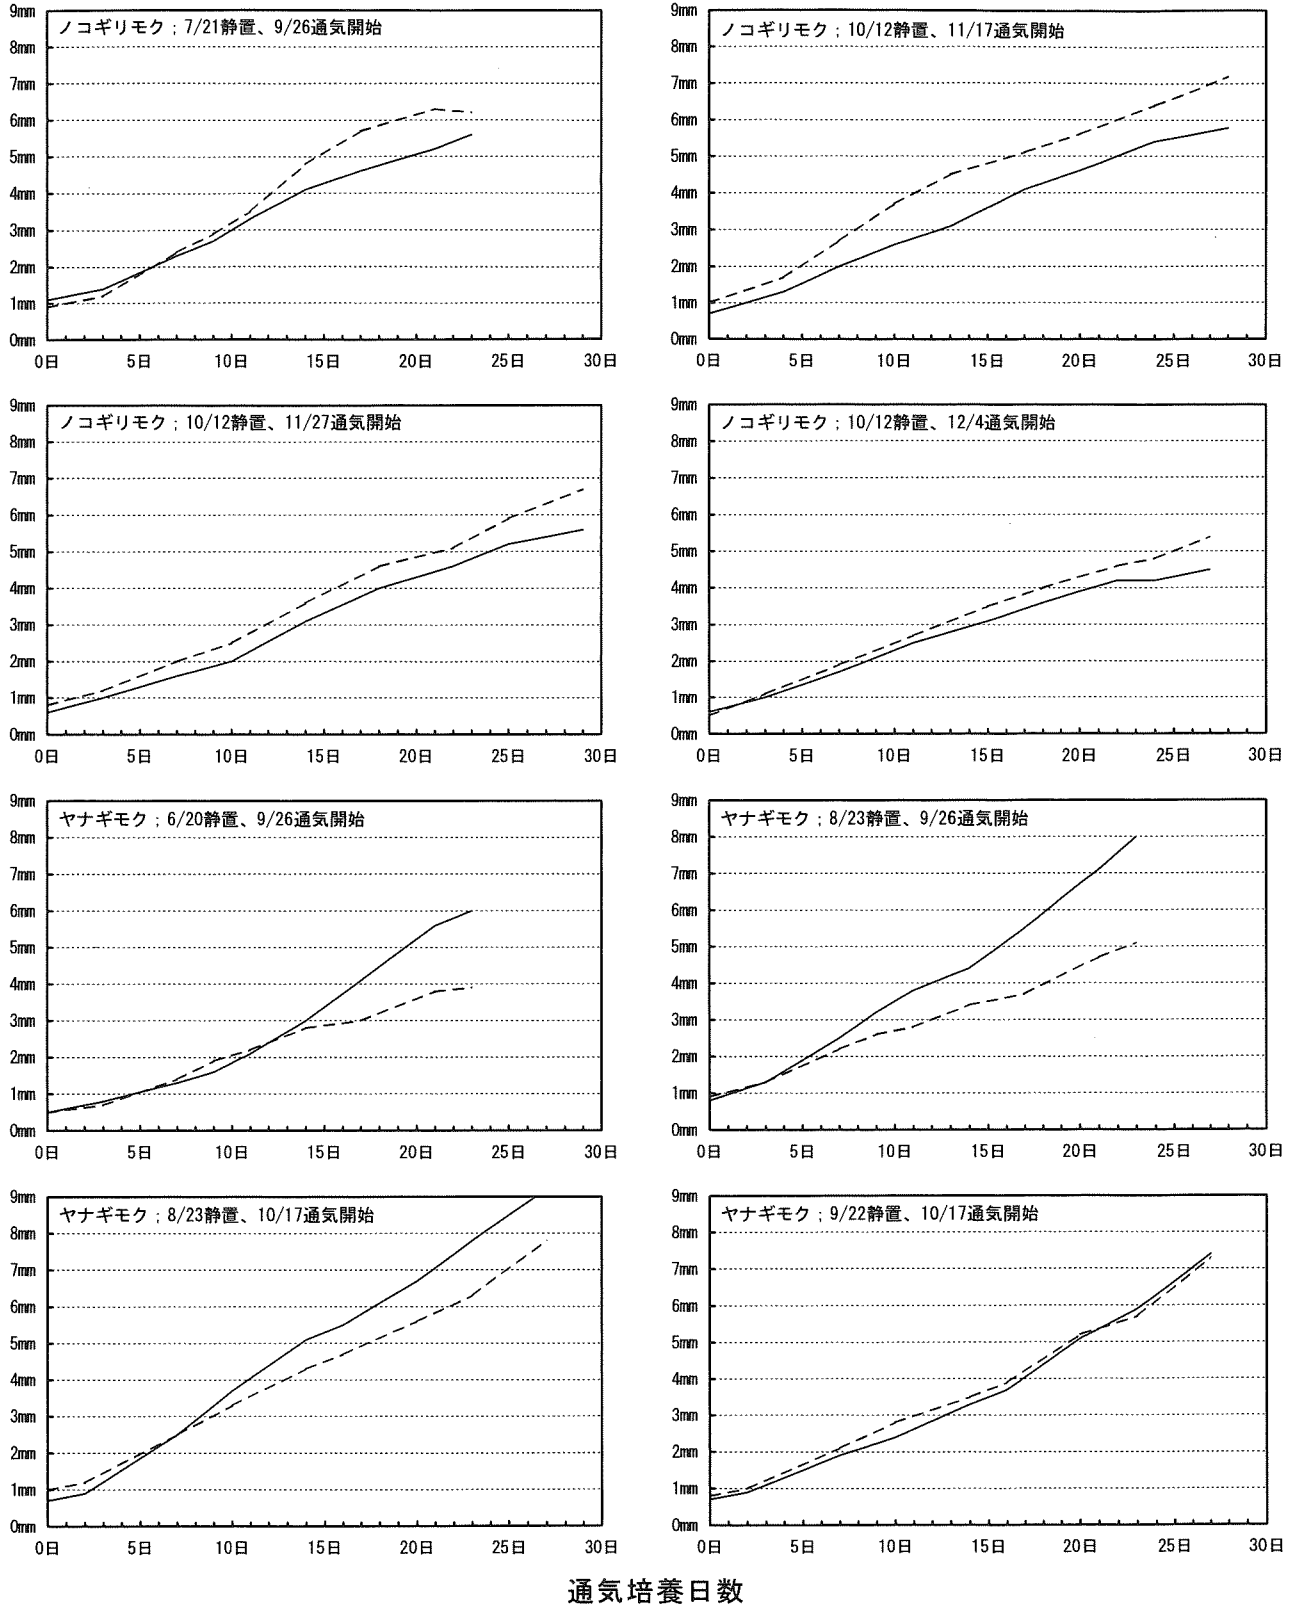 ノコギリモク；7/21静置、9/26通気開始
9mm
8mm
7mm
6mm
5mm
4mm
3mm
2mm
1mm
0mm
0日 5日 10日 15日 20日 25日 30日
ノコギリモク；10/12静置、11/17通気開始
9mm
8mm
7mm
6mm
5mm
4mm
3mm
2mm
1mm
0mm
0日 5日 10日 15日 20日 25日 30日
ノコギリモク；10/12静置、11/27通気開始
9mm
8mm
7mm
6mm
5mm
4mm
3mm
2mm
1mm
0mm
0日 5日 10日 15日 20日 25日 30日
ノコギリモク；10/12静置、12/4通気開始
9mm
8mm
7mm
6mm
5mm
4mm
3mm
2mm
1mm
0mm
0日 5日 10日 15日 20日 25日 30日
ヤナギモク；6/20静置、9/26通気開始
9mm
8mm
7mm
6mm
5mm
4mm
3mm
2mm
1mm
0mm
0日 5日 10日 15日 20日 25日 30日
ヤナギモク；8/23静置、9/26通気開始
9mm
8mm
7mm
6mm
5mm
4mm
3mm
2mm
1mm
0mm
0日 5日 10日 15日 20日 25日 30日
ヤナギモク；8/23静置、10/17通気開始
9mm
8mm
7mm
6mm
5mm
4mm
3mm
2mm
1mm
0mm
0日 5日 10日 15日 20日 25日 30日
ヤナギモク；9/22静置、10/17通気開始
9mm
8mm
7mm
6mm
5mm
4mm
3mm
2mm
1mm
0mm
0日 5日 10日 15日 20日 25日 30日
通気培養日数